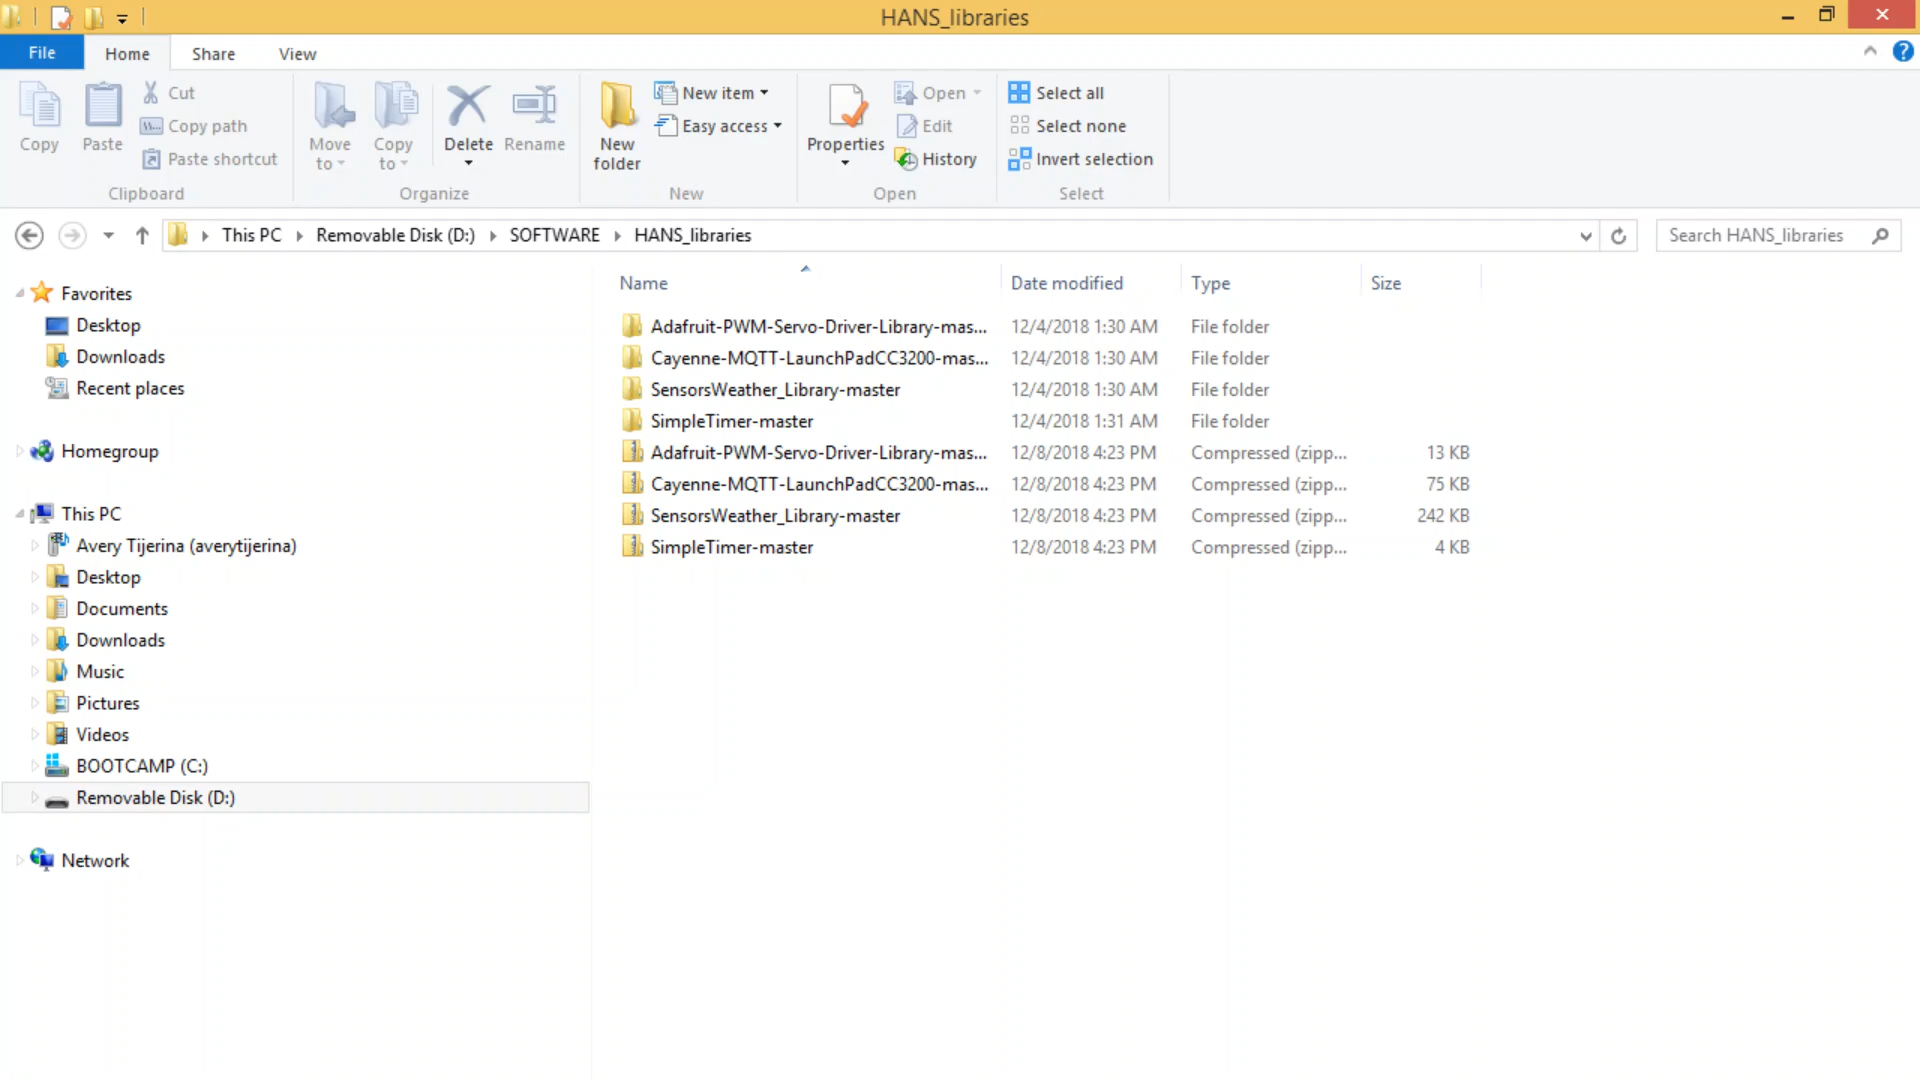 HANS_libraries
File Home Share View
Copy
Paste
Cut
Copy path
Paste shortcut
Clipboard
Move to
Copy to
Delete
Rename
Organize
New folder
New item
Easy access
New
Properties
Open
Edit
History
Open
Select all
Select none
Invert selection
Select
This PC Removable Disk (D:) SOFTWARE HANS_libraries
Search HANS_libraries
Favorites
Desktop
Downloads
Recent places
Homegroup
This PC
Avery Tijerina (averytijerina)
Desktop
Documents
Downloads
Music
Pictures
Videos
BOOTCAMP (C:)
Removable Disk (D:)
Network
Name Date modified Type Size
Adafruit-PWM-Servo-Driver-Library-mas... 12/4/2018 1:30 AM File folder
Cayenne-MQTT-LaunchPadCC3200-mas... 12/4/2018 1:30 AM File folder
SensorsWeather_Library-master 12/4/2018 1:30 AM File folder
SimpleTimer-master 12/4/2018 1:31 AM File folder
Adafruit-PWM-Servo-Driver-Library-mas... 12/8/2018 4:23 PM Compressed (zipp... 13 KB
Cayenne-MQTT-LaunchPadCC3200-mas... 12/8/2018 4:23 PM Compressed (zipp... 75 KB
SensorsWeather_Library-master 12/8/2018 4:23 PM Compressed (zipp... 242 KB
SimpleTimer-master 12/8/2018 4:23 PM Compressed (zipp... 4 KB